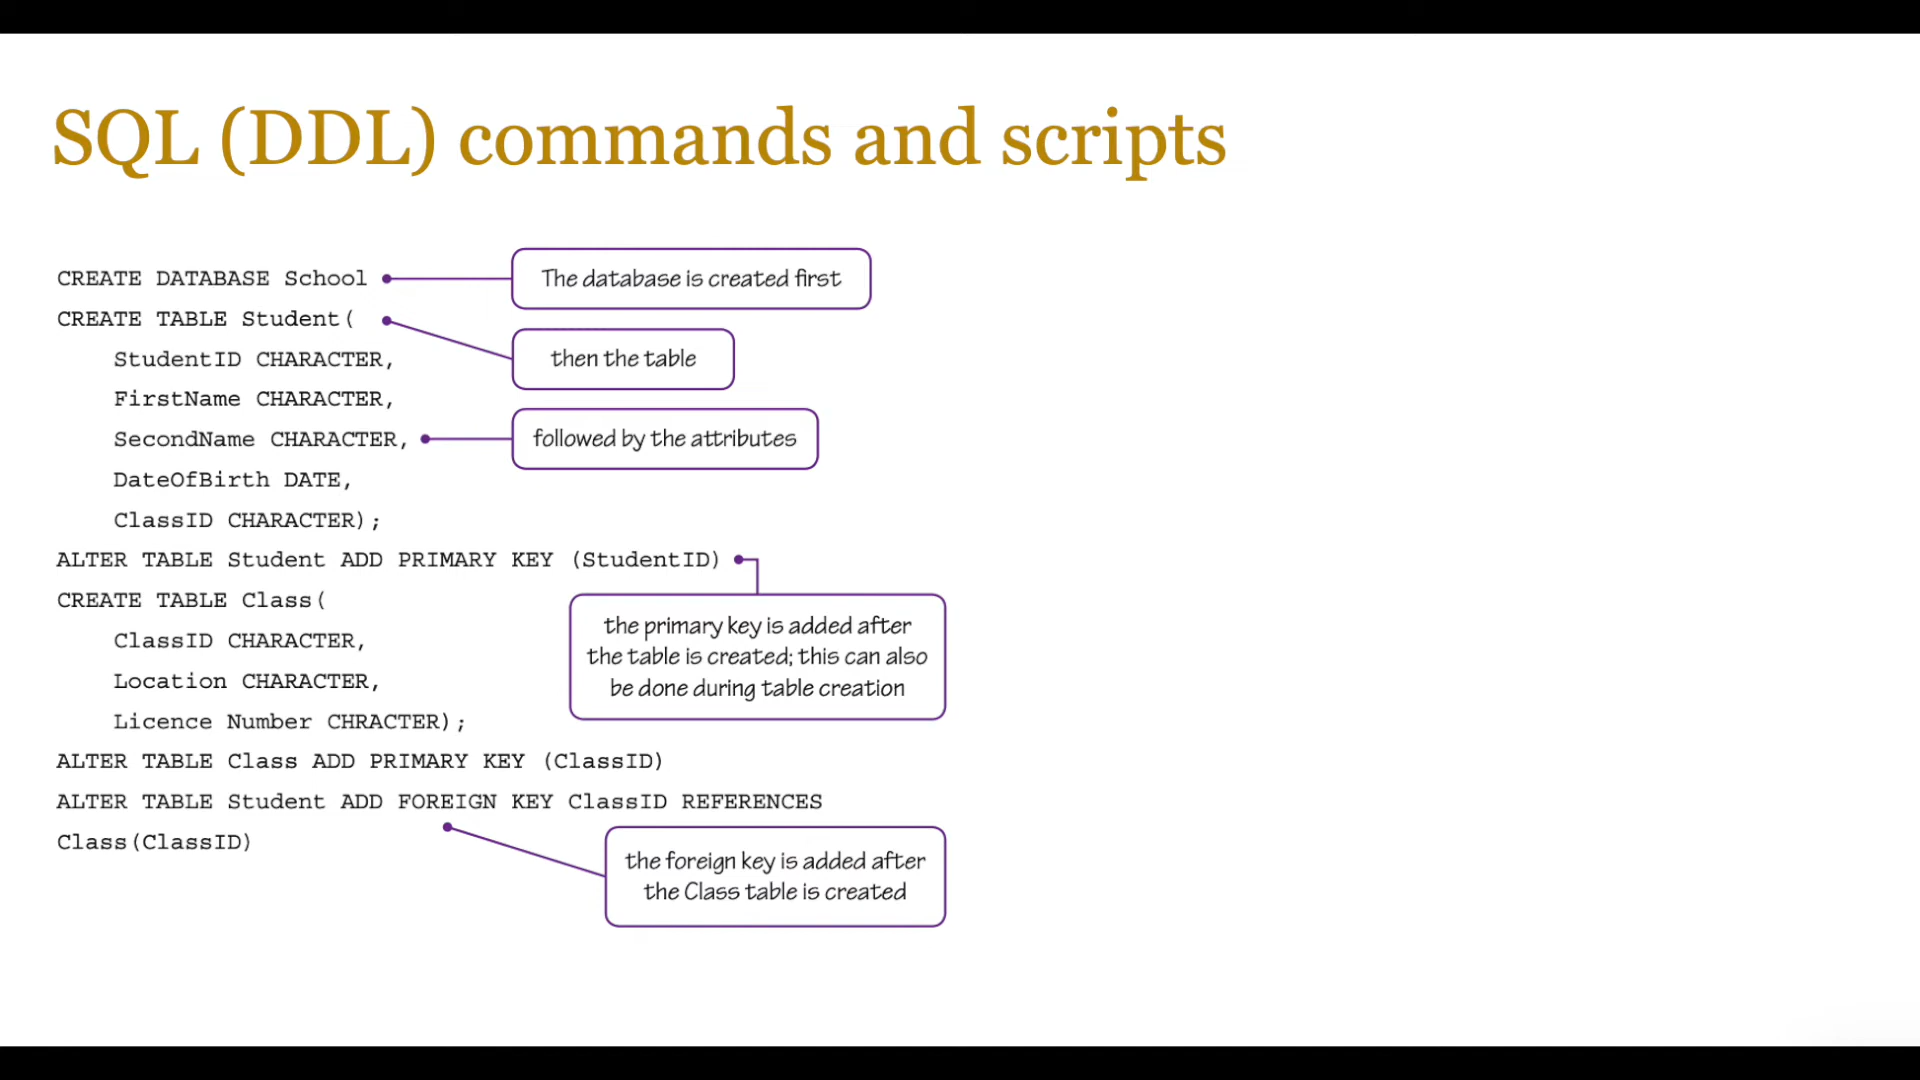 SQL (DDL) commands and scripts
CREATE DATABASE School
The database is created first
CREATE TABLE Student(
then the table
StudentID CHARACTER,
FirstName CHARACTER,
SecondName CHARACTER,
followed by the attributes
DateOfBirth DATE,
ClassID CHARACTER);
ALTER TABLE Student ADD PRIMARY KEY (StudentID)
the primary key is added after
the table is created; this can also
be done during table creation
CREATE TABLE Class(
ClassID CHARACTER,
Location CHARACTER,
Licence Number CHRACTER);
ALTER TABLE Class ADD PRIMARY KEY (ClassID)
ALTER TABLE Student ADD FOREIGN KEY ClassID REFERENCES
Class(ClassID)
the foreign key is added after
the Class table is created